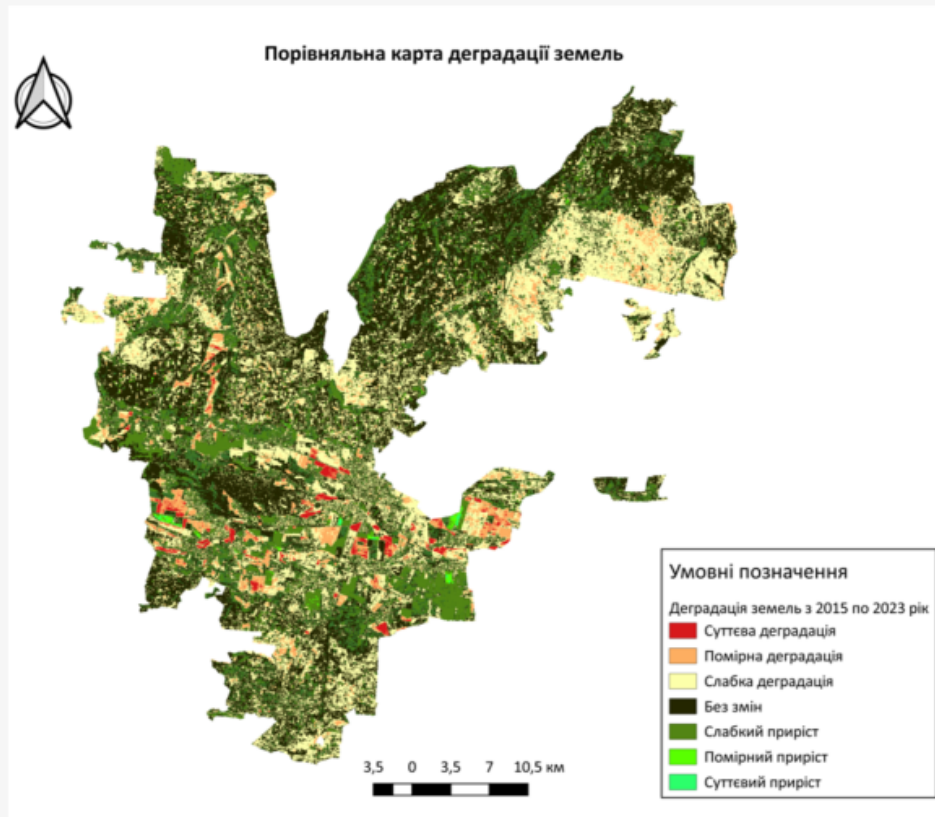 Порівняльна карта деградації земель
Умовні позначення
Деградація земель з 2015 по 2023 рік
Суттєва деградація
Помірна деградація
Слабка деградація
Без змін
Слабкий приріст
Помірний приріст
Суттєвий приріст
3,5 0 3,5 7 10,5 км